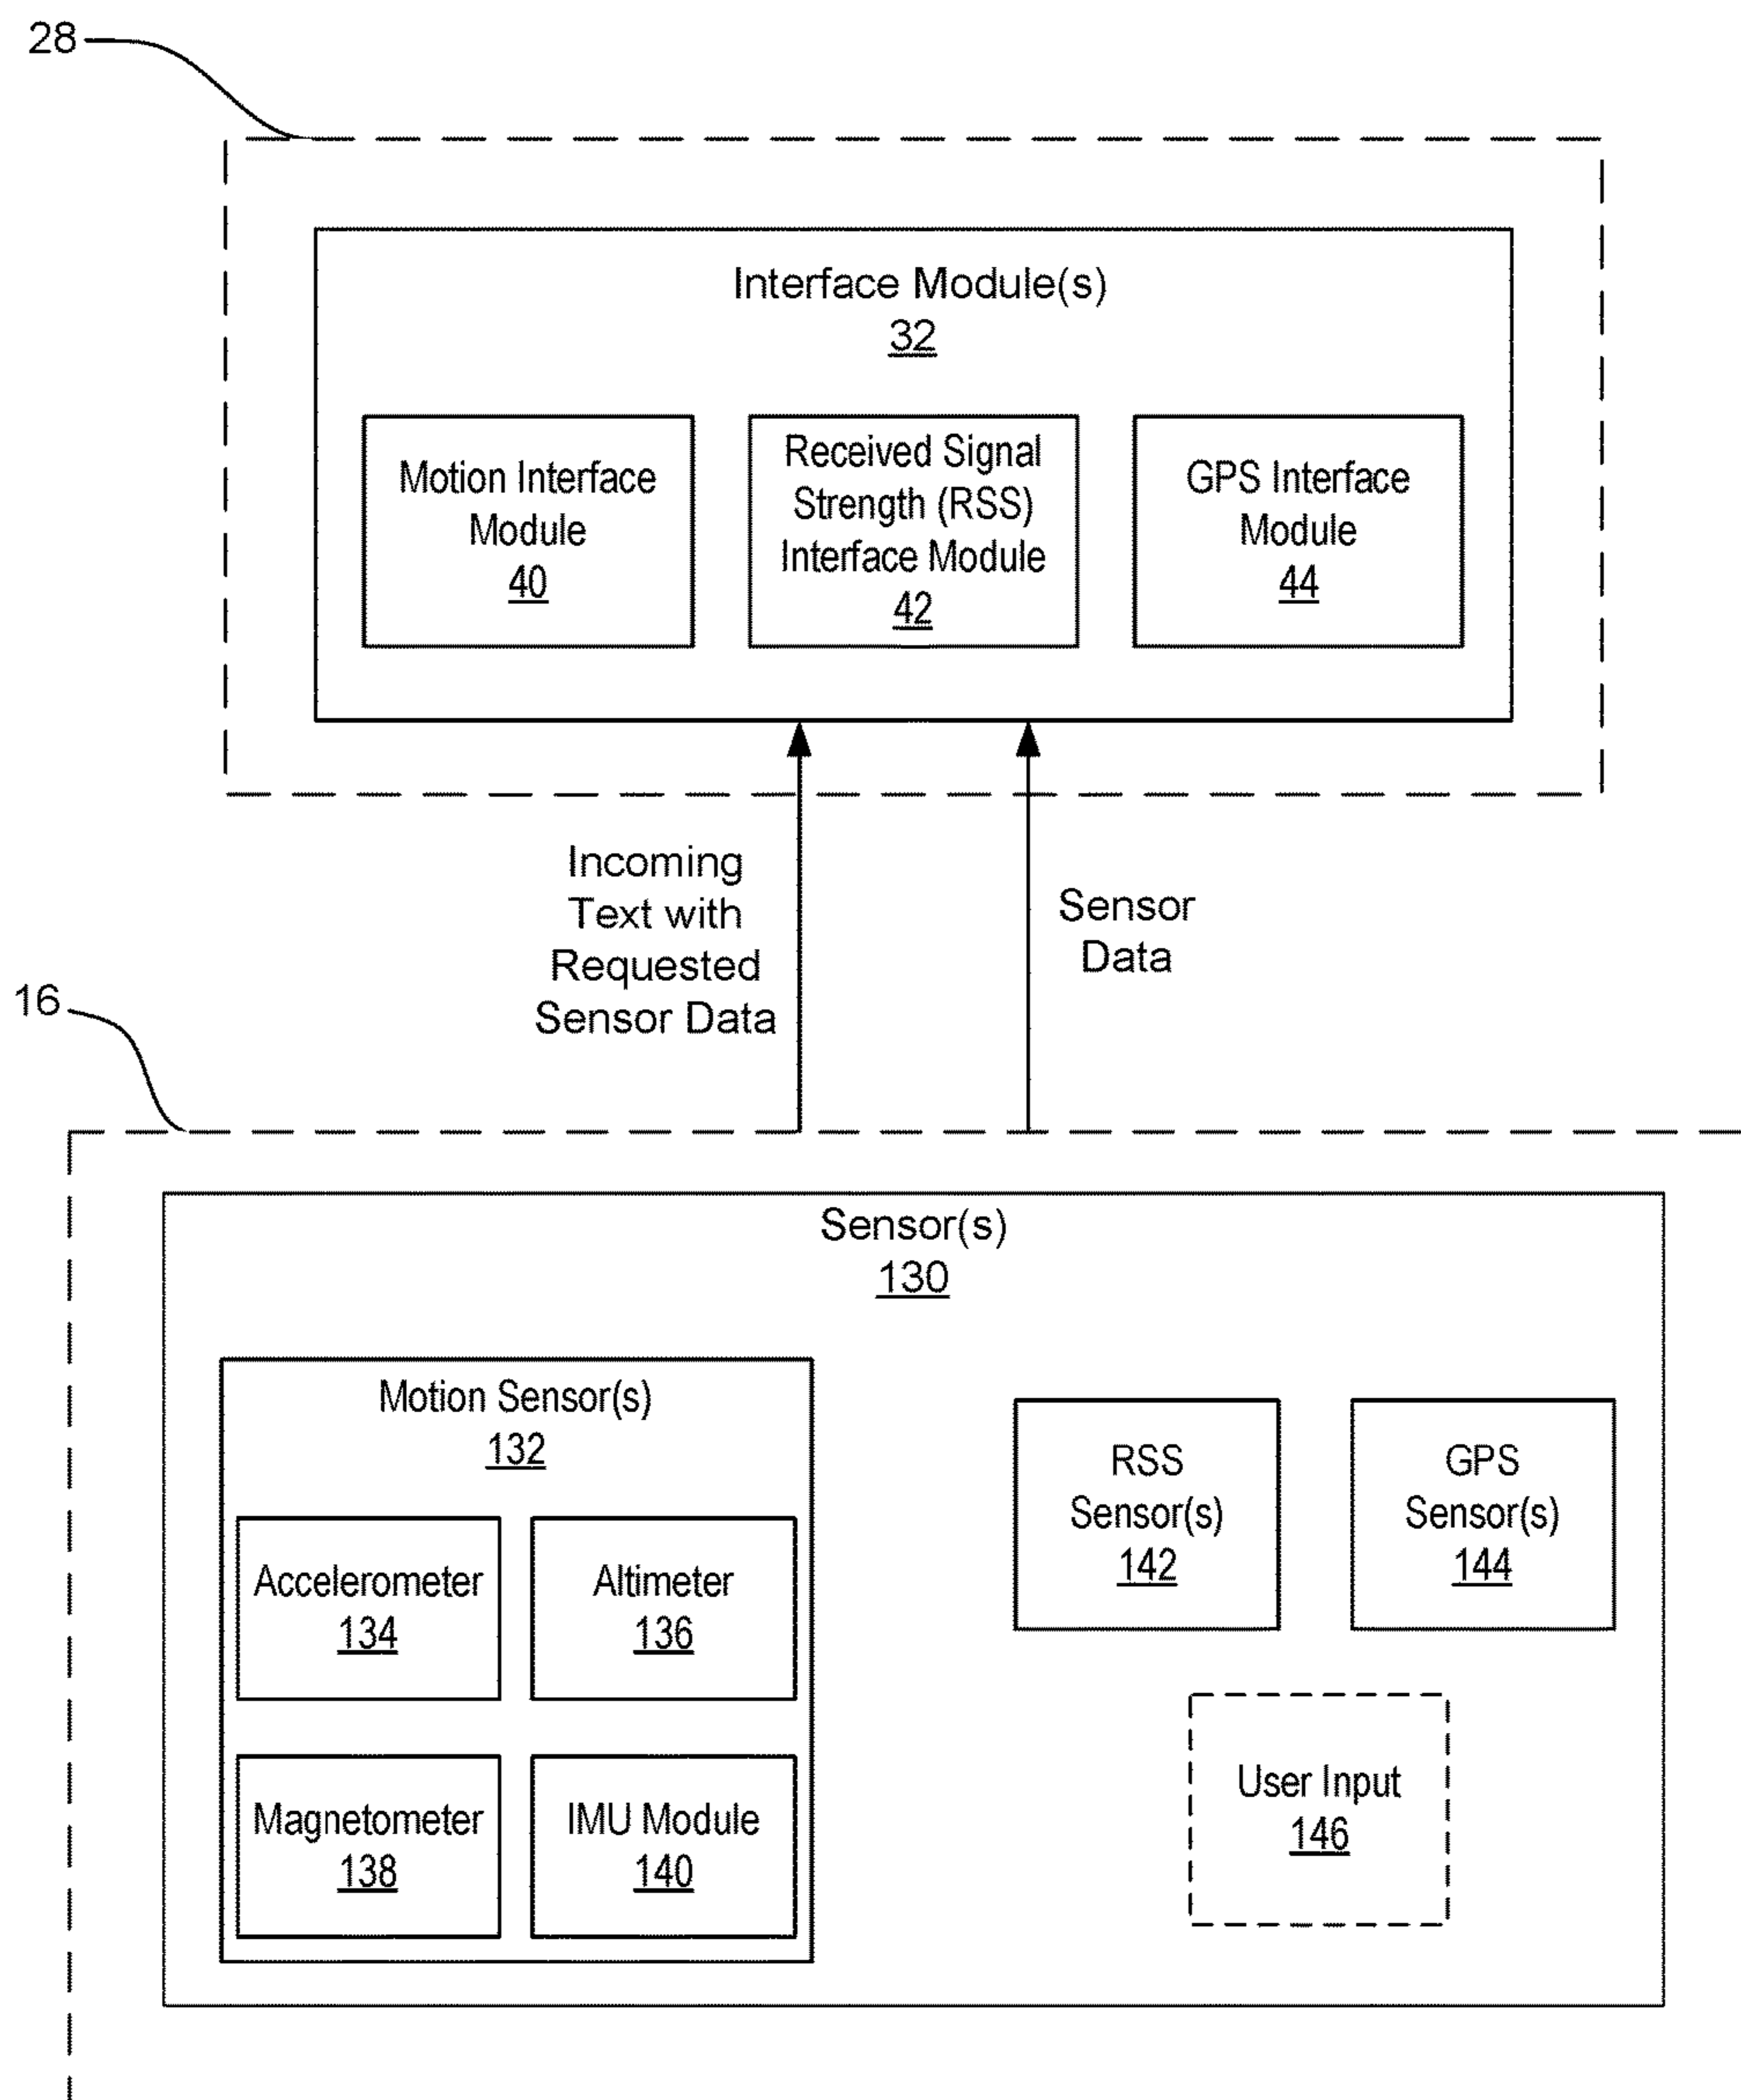 28
Interface Module(s)
32
Motion Interface
Module
40
Received Signal
Strength (RSS)
Interface Module
42
GPS Interface
Module
44
Incoming
Text with
Requested
Sensor Data
Sensor
Data
16
Sensor(s)
130
Motion Sensor(s)
132
Accelerometer
134
Altimeter
136
Magnetometer
138
IMU Module
140
RSS
Sensor(s)
142
GPS
Sensor(s)
144
User Input
146